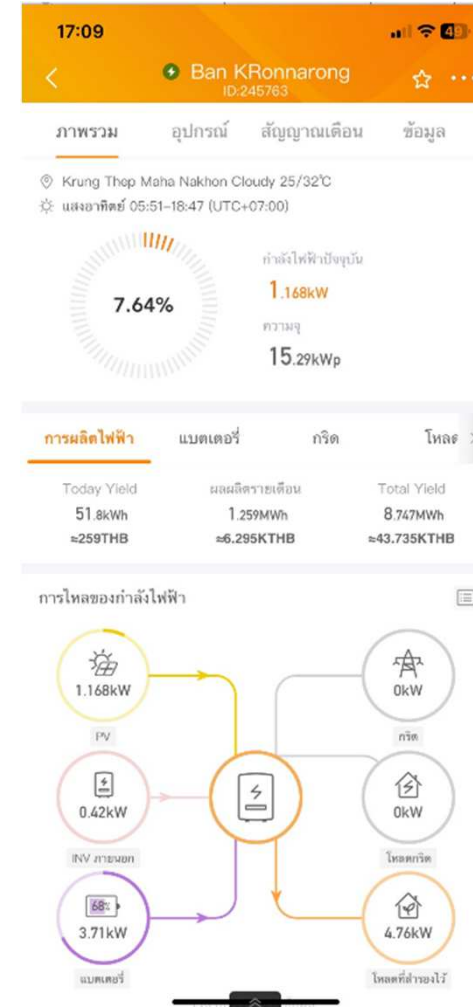 17:09
49
Ban KRonnarong
ID:245763
ภาพรวม อุปกรณ์ สัญญาณเตือน ข้อมูล
Krung Thep Maha Nakhon Cloudy 25/32℃
แสงอาทิตย์ 05:51–18:47 (UTC+07:00)
7.64%
กำลังไฟฟ้าปัจจุบัน
1.168kW
ความจุ
15.29kWp
การผลิตไฟฟ้า แบตเตอรี่ กริด โหลด
Today Yield ผลผลิตรายเดือน Total Yield
51.8kWh 1.259MWh 8.747MWh
≈259THB ≈6.295KTHB ≈43.735KTHB
การไหลของกำลังไฟฟ้า
1.168kW 0kW
PV กริด
0.42kW 0kW
INV ภายนอก โหลดกริด
68%
3.71kW 4.76kW
แบตเตอรี่ โหลดที่สำรองไว้